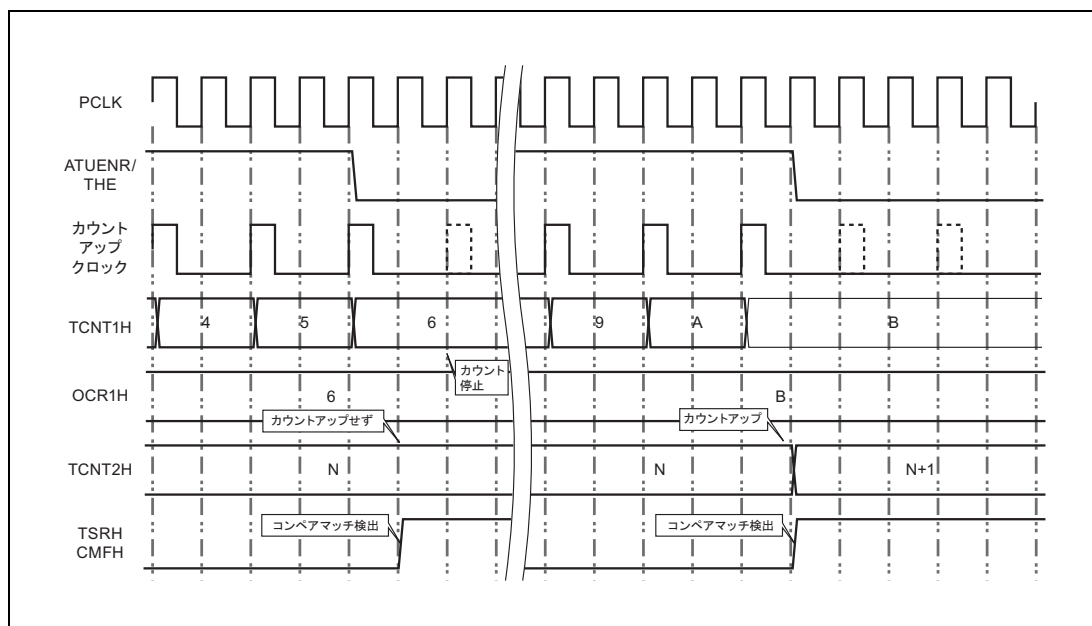 PCLK
ATUENR/
THE
カウント
アップ
クロック
TCNT1H
4
5
6
9
A
B
カウント
停止
OCR1H
6
B
カウントアップせず
カウントアップ
TCNT2H
N
N
N+1
TSRH
CMFH
コンペアマッチ検出
コンペアマッチ検出